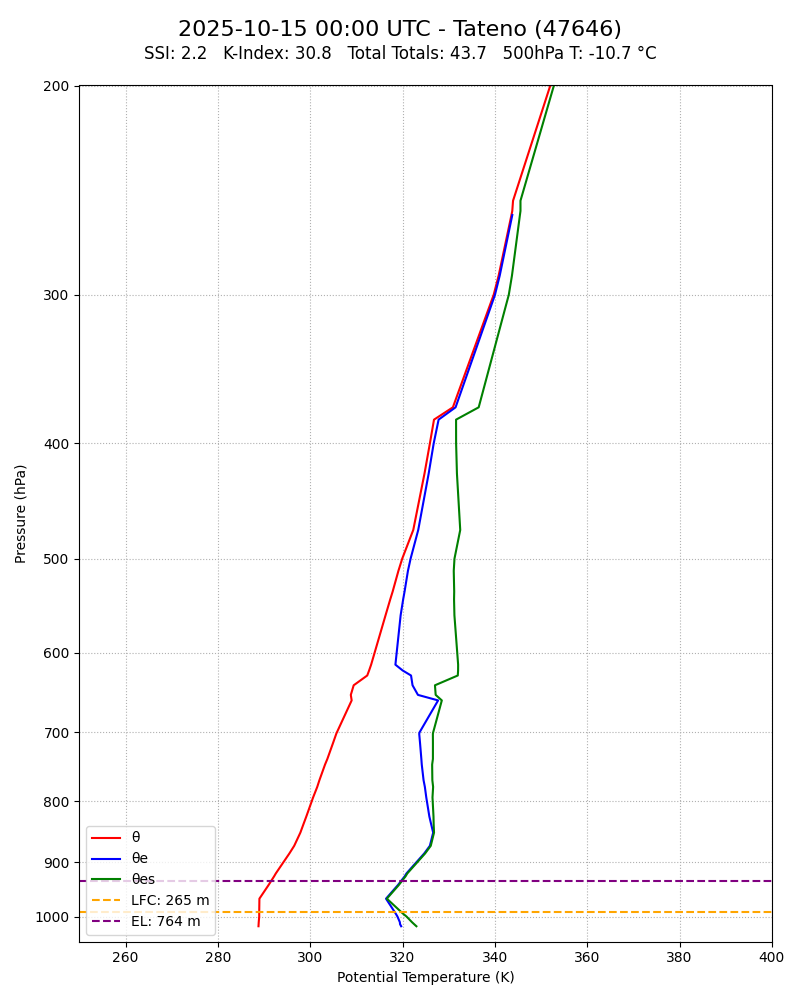 2025-10-15 00:00 UTC - Tateno (47646)
SSI: 2.2 K-Index: 30.8 Total Totals: 43.7 500hPa T: -10.7 °C
200
300
400
500
600
700
800
900
1000
Pressure (hPa)
θ
θe
θes
LFC: 265 m
EL: 764 m
260 280 300 320 340 360 380 400
Potential Temperature (K)